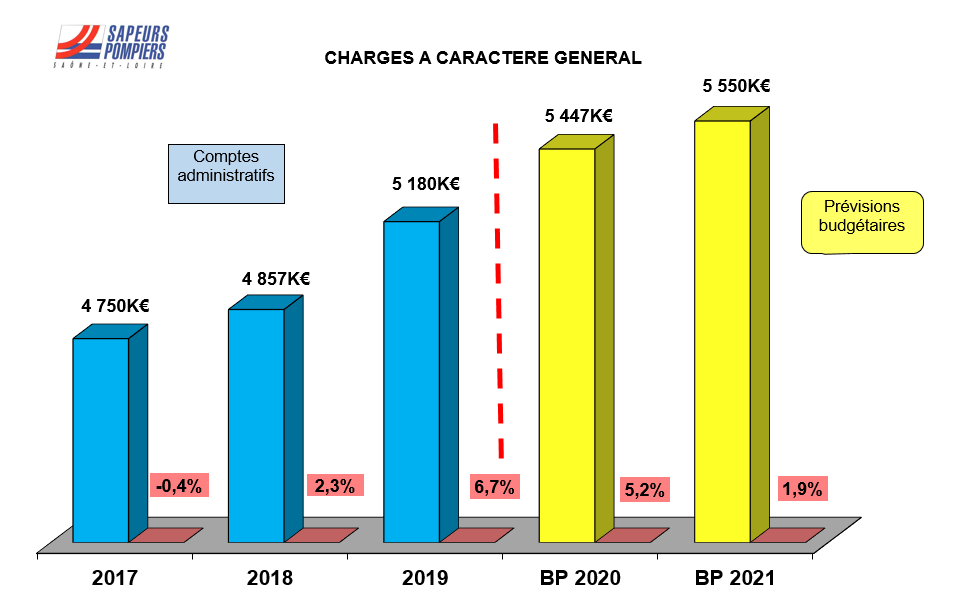 SAPEURS
POMPIERS
SAÔNE-ET-LOIRE
CHARGES A CARACTERE GENERAL
Comptes
administratifs
Prévisions
budgétaires
4 750K€
4 857K€
5 180K€
5 447K€
5 550K€
-0,4%
2,3%
6,7%
5,2%
1,9%
2017
2018
2019
BP 2020
BP 2021